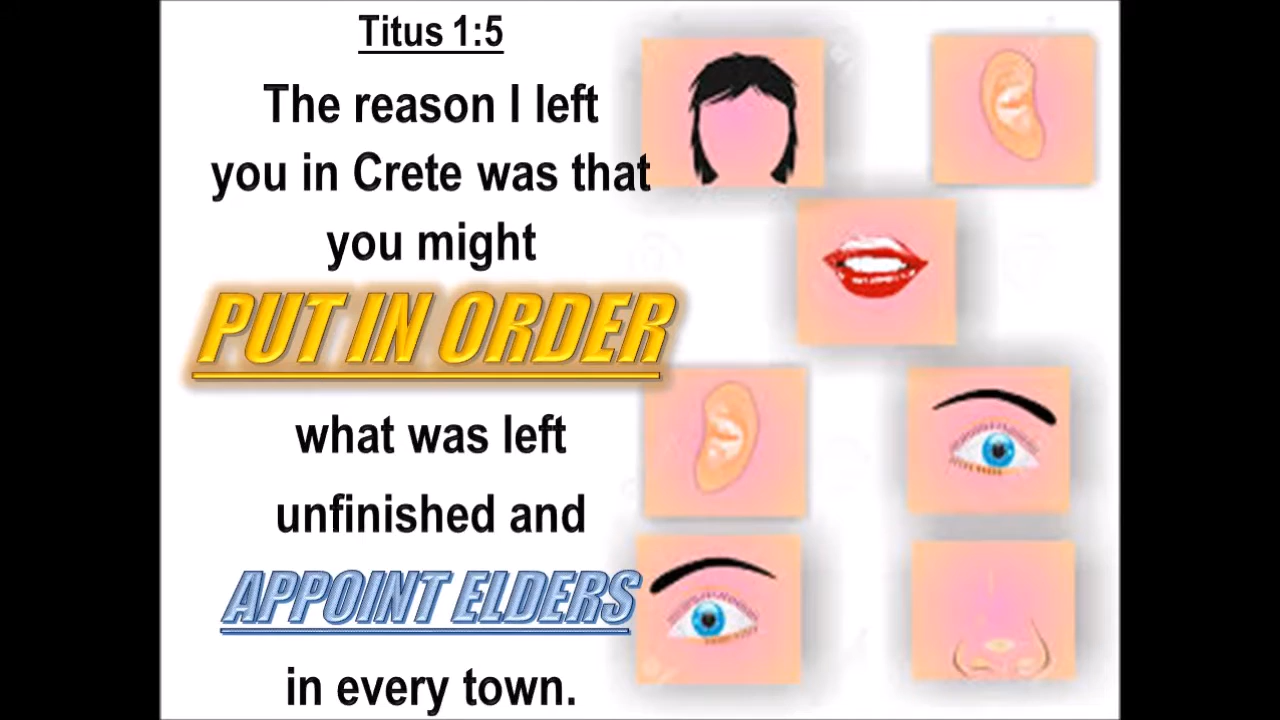 Titus 1:5
The reason I left
you in Crete was that
you might
PUT IN ORDER
what was left
unfinished and
APPOINT ELDERS
in every town.